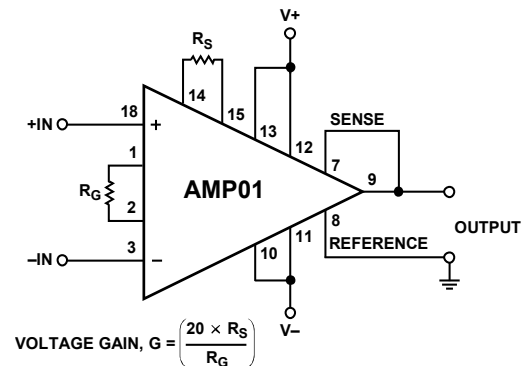 V+
RS
14
15
13
12
18
+IN
+
1
RG
2
AMP01
SENSE
7
9
8
REFERENCE
OUTPUT
3
–IN
–
10
11
V–
VOLTAGE GAIN, G = (20 × RS / RG)